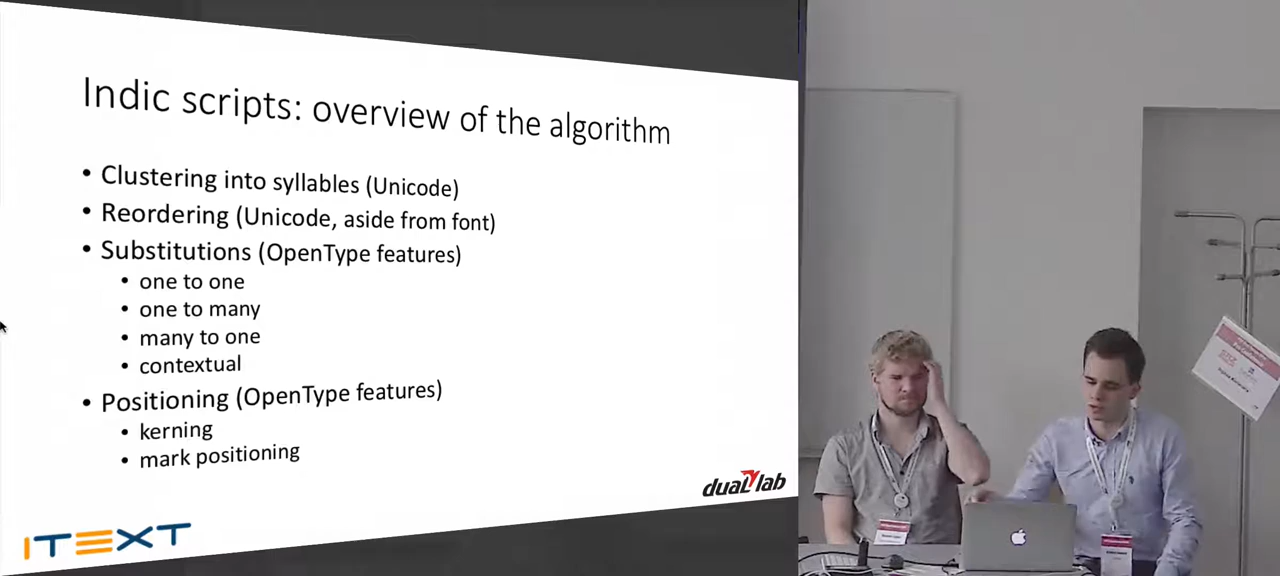 Indic scripts: overview of the algorithm
• Clustering into syllables (Unicode)
• Reordering (Unicode, aside from font)
• Substitutions (OpenType features)
• one to one
• one to many
• many to one
• contextual
• Positioning (OpenType features)
• kerning
• mark positioning
dual lab
ITEXT